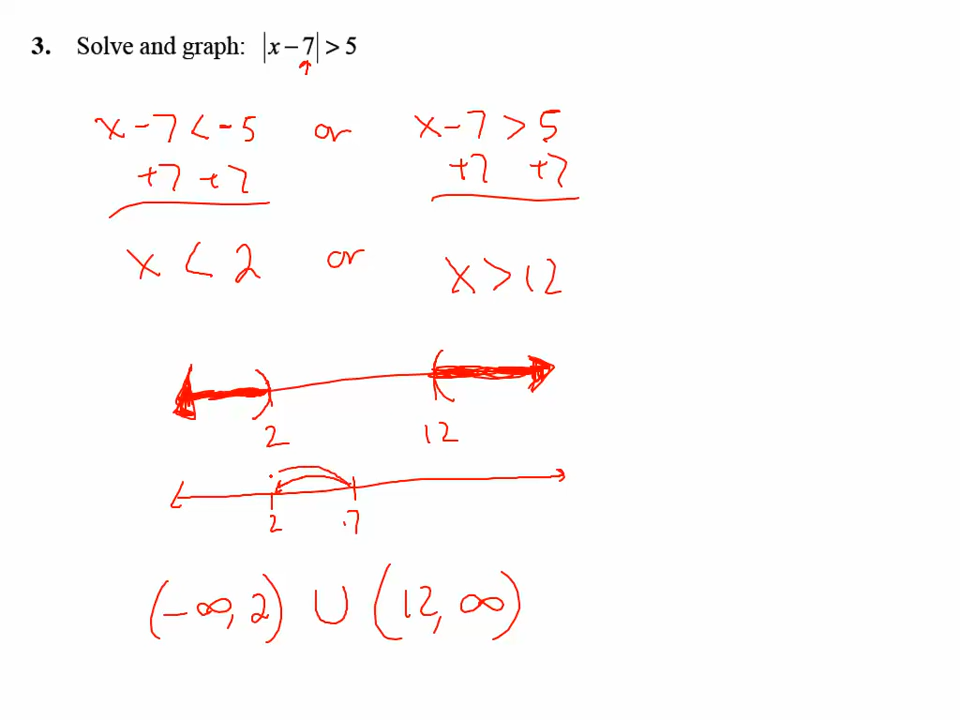 3. Solve and graph: |x − 7| > 5
x - 7 < - 5 or x - 7 > 5
+7 +7 +7 +7
x < 2 or x > 12
2 12
2 7
(-∞, 2) ∪ (12, ∞)